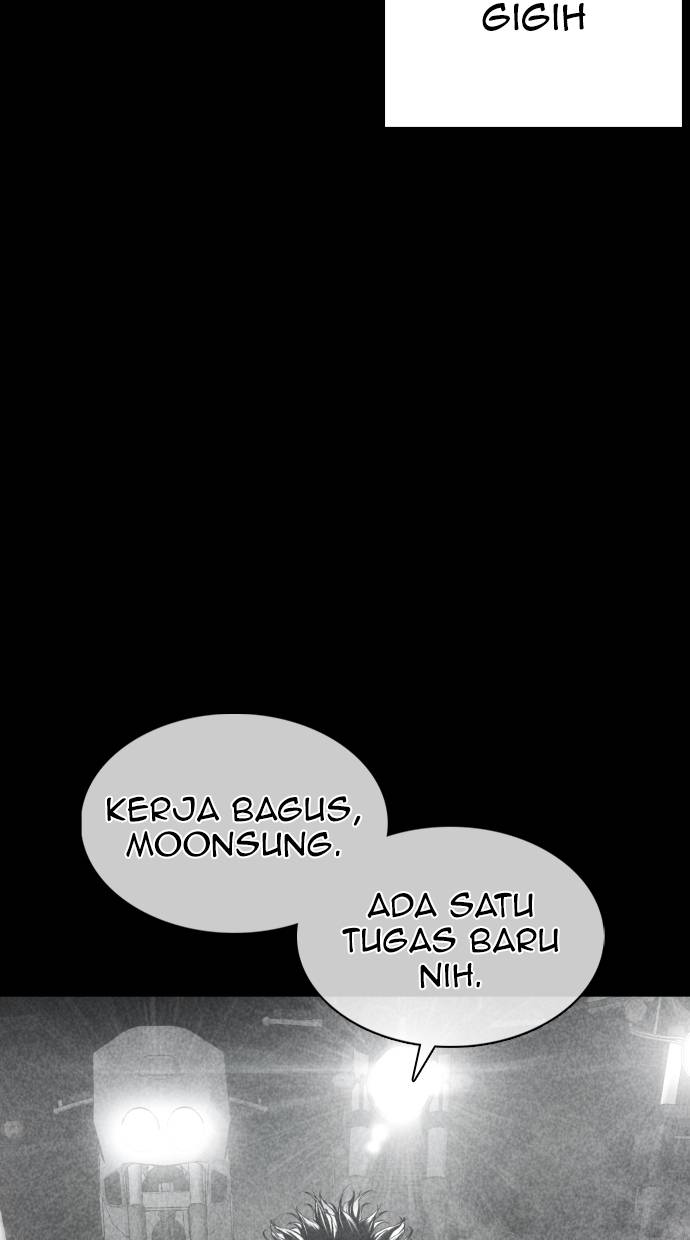 GIGIH
KERJA BAGUS,
MOONSUNG.
ADA SATU
TUGAS BARU
NIH.